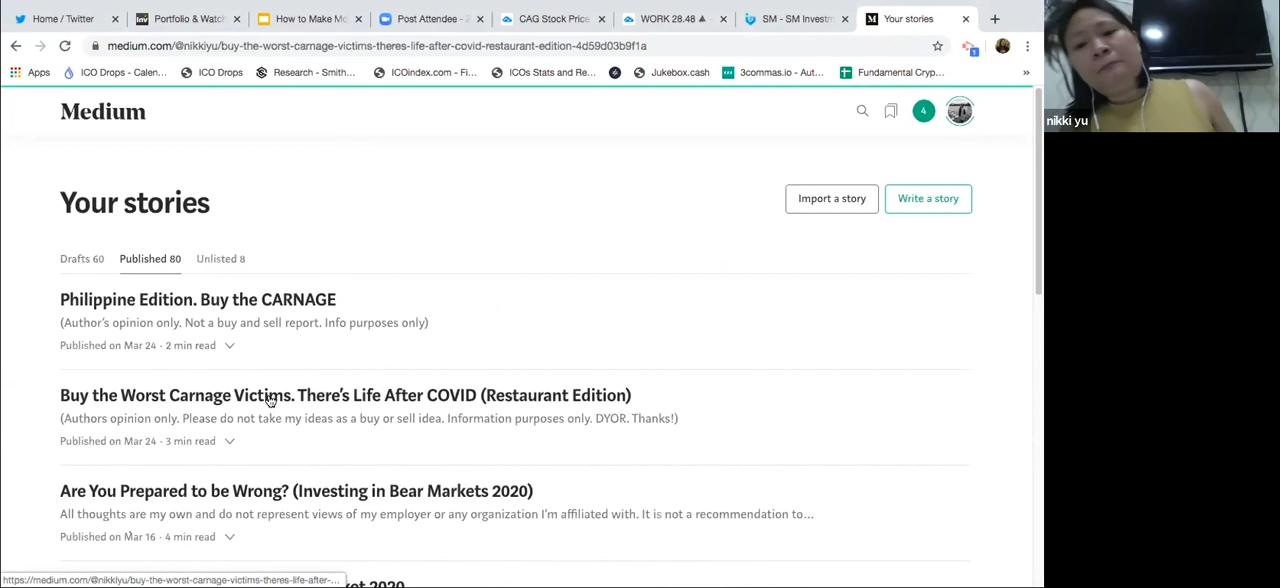 Home / Twitter
Portfolio & Watch
How to Make Mo
Post Attendee - Z
CAG Stock Price
WORK 28.48 ▲
SM - SM Investm
Your stories
medium.com/@nikkiyu/buy-the-worst-carnage-victims-theres-life-after-covid-restaurant-edition-4d59d03b9f1a
Apps
ICO Drops - Calen...
ICO Drops
Research - Smith...
ICOindex.com - Fi...
ICOs Stats and Re...
Jukebox.cash
3commas.io - Aut...
Fundamental Cryp...
»
nikki yu
Medium
4
Your stories
Import a story
Write a story
Drafts 60
Published 80
Unlisted 8
Philippine Edition. Buy the CARNAGE
(Author's opinion only. Not a buy and sell report. Info purposes only)
Published on Mar 24 · 2 min read
Buy the Worst Carnage Victims. There's Life After COVID (Restaurant Edition)
(Authors opinion only. Please do not take my ideas as a buy or sell idea. Information purposes only. DYOR. Thanks!)
Published on Mar 24 · 3 min read
Are You Prepared to be Wrong? (Investing in Bear Markets 2020)
All thoughts are my own and do not represent views of my employer or any organization I'm affiliated with. It is not a recommendation to...
Published on Mar 16 · 4 min read
https://medium.com/@nikkiyu/buy-the-worst-carnage-victims-theres-life-after-...
2020